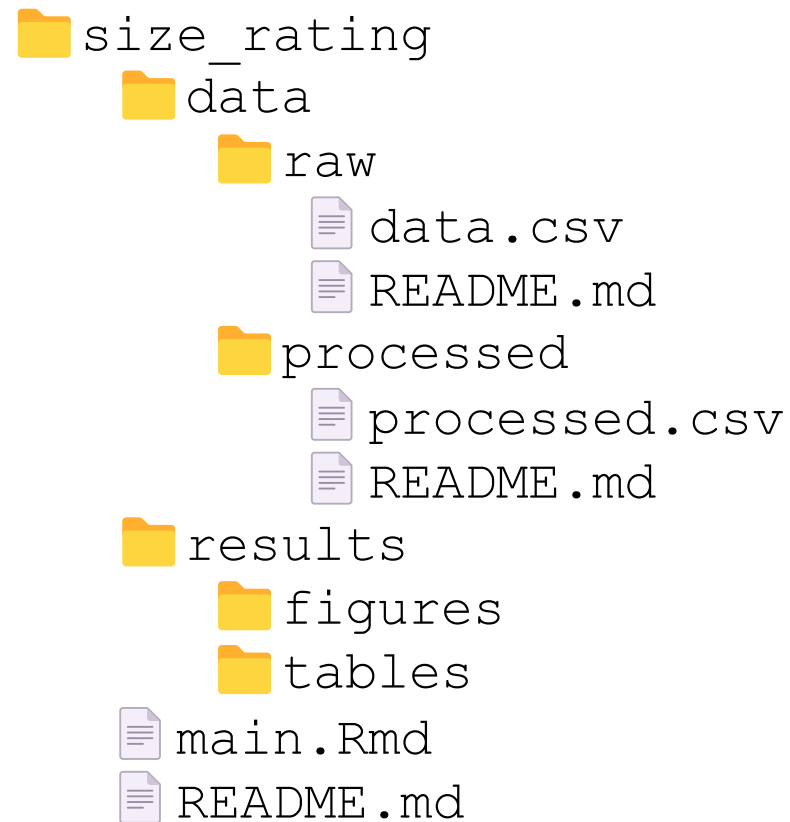 size_rating
data
raw
data.csv
README.md
processed
processed.csv
README.md
results
figures
tables
main.Rmd
README.md